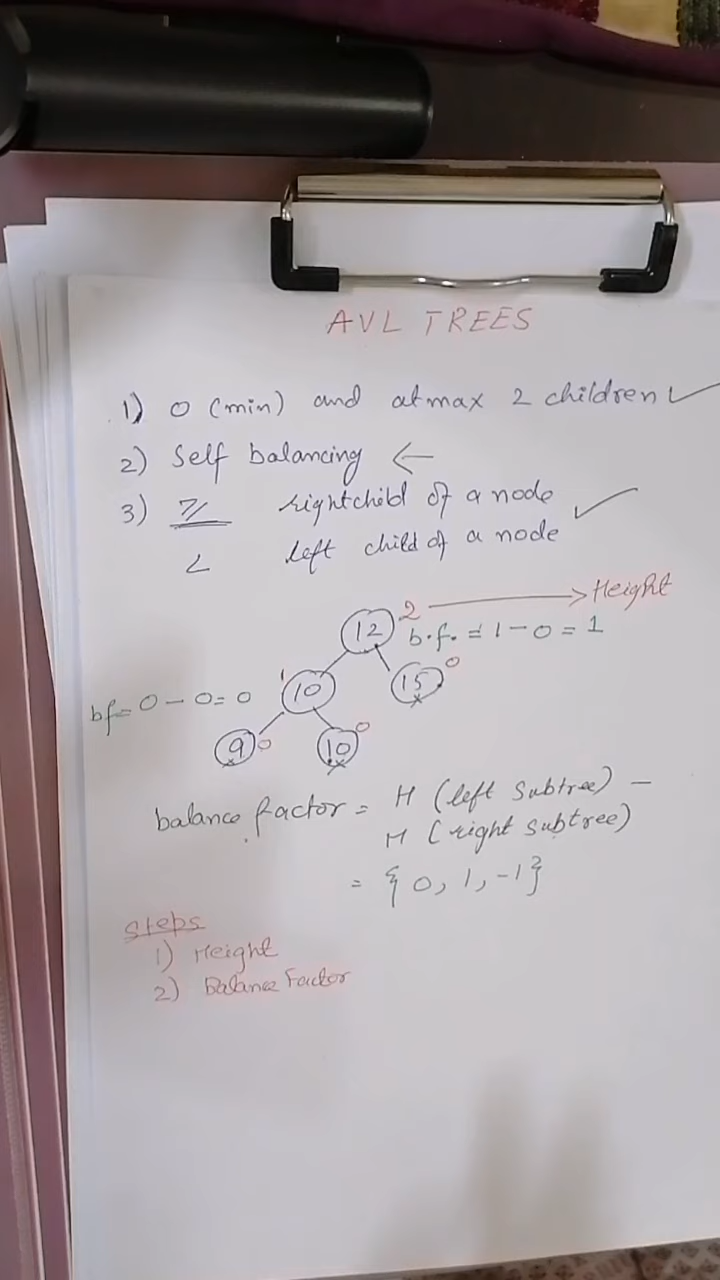 AVL TREES
1) 0 (min) and atmax 2 children ✓
2) Self balancing ←
3) ≥ rightchild of a node ✓
< left child of a node
2 → Height
12 b.f. = 1 - 0 = 1
1 10 15 0
bf = 0 - 0 = 0
9 0 10 0
balance factor = H (left subtree) -
H (right subtree)
= {0, 1, -1}
Steps
1) Height
2) Balance Factor